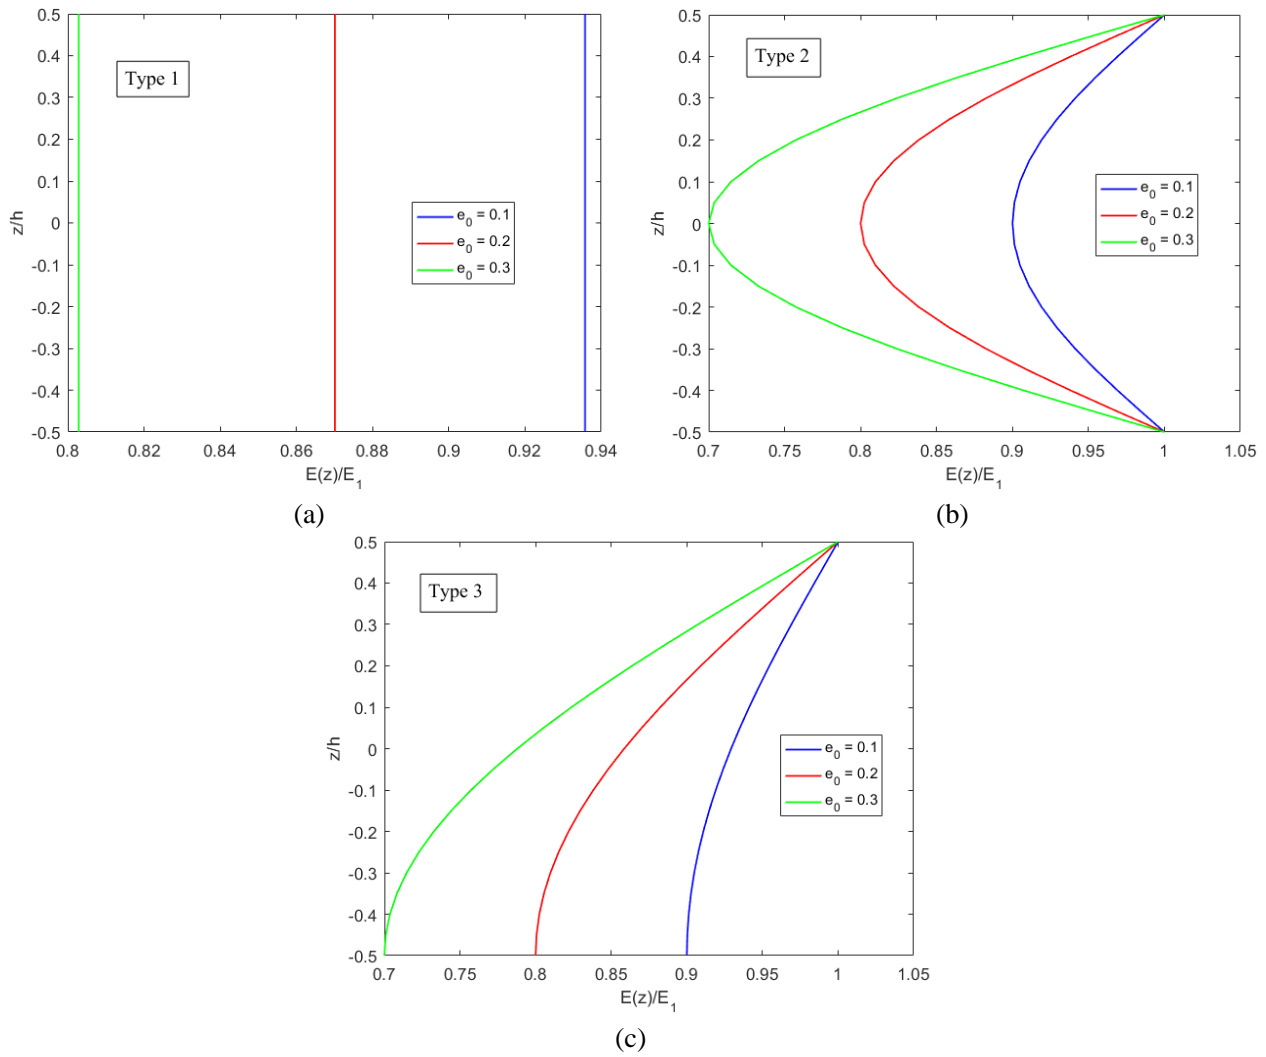 0.5
0.4
0.3
0.2
0.1
0
-0.1
-0.2
-0.3
-0.4
-0.5
z/h
Type 1
e0 = 0.1
e0 = 0.2
e0 = 0.3
0.8 0.82 0.84 0.86 0.88 0.9 0.92 0.94
E(z)/E1
(a)
0.5
0.4
0.3
0.2
0.1
0
-0.1
-0.2
-0.3
-0.4
-0.5
z/h
Type 2
e0 = 0.1
e0 = 0.2
e0 = 0.3
0.7 0.75 0.8 0.85 0.9 0.95 1 1.05
E(z)/E1
(b)
0.5
0.4
0.3
0.2
0.1
0
-0.1
-0.2
-0.3
-0.4
-0.5
z/h
Type 3
e0 = 0.1
e0 = 0.2
e0 = 0.3
0.7 0.75 0.8 0.85 0.9 0.95 1 1.05
E(z)/E1
(c)